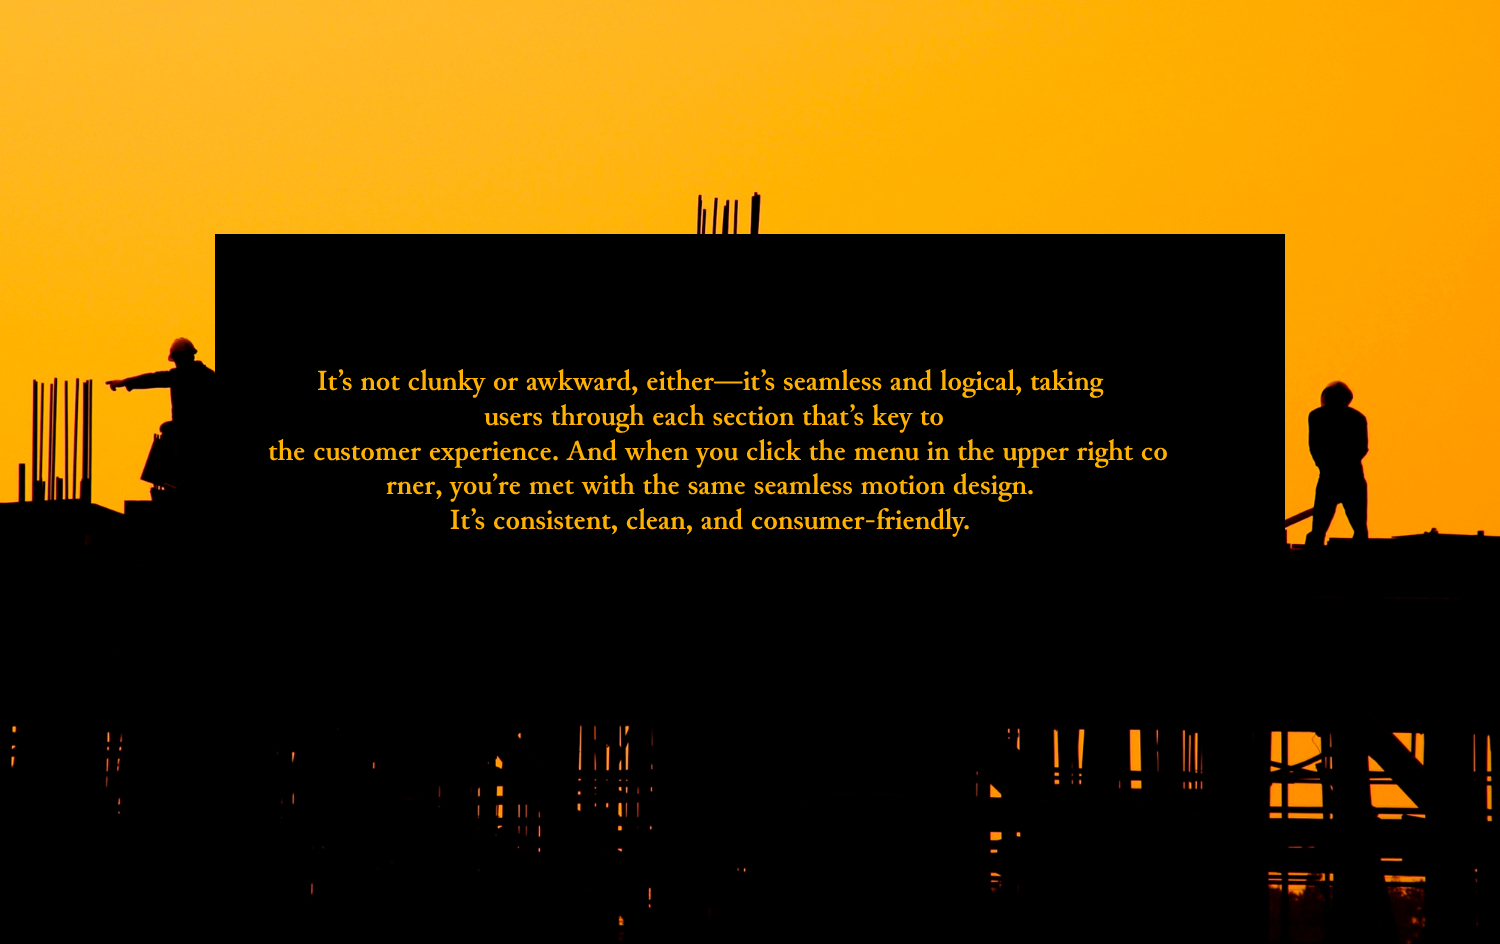 It’s not clunky or awkward, either—it’s seamless and logical, taking
users through each section that’s key to
the customer experience. And when you click the menu in the upper right co
rner, you’re met with the same seamless motion design.
It’s consistent, clean, and consumer-friendly.